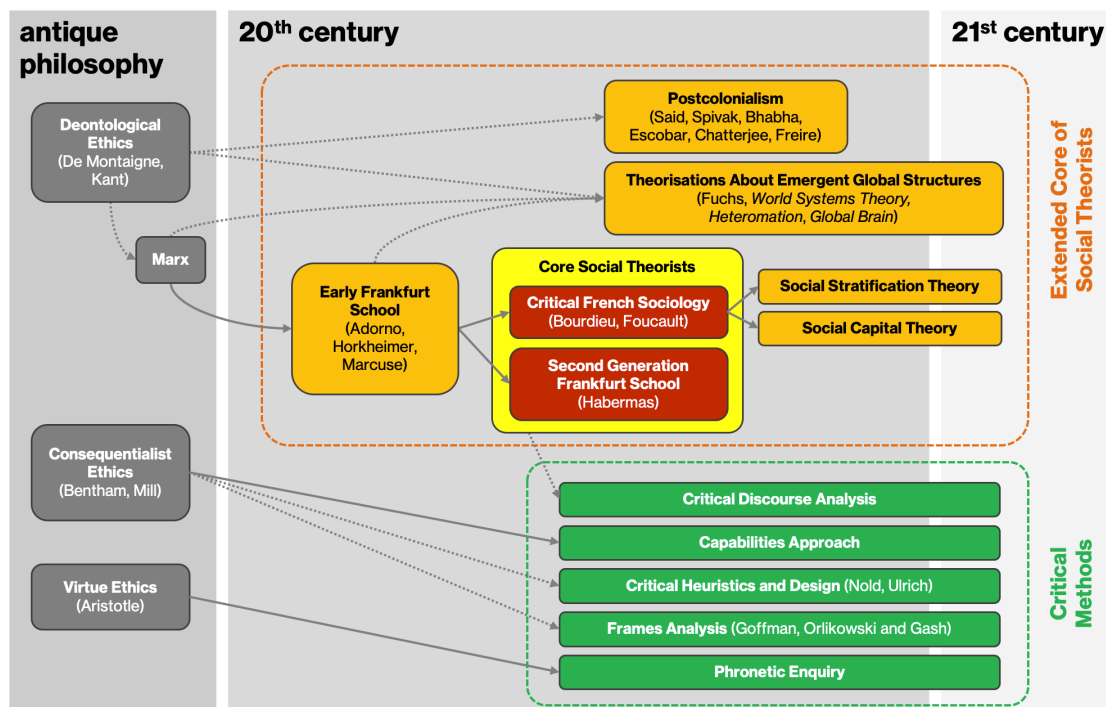 antique
philosophy
20th century
21st century
Deontological
Ethics
(De Montaigne,
Kant)
Marx
Postcolonialism
(Said, Spivak, Bhabha,
Escobar, Chatterjee, Freire)
Theorisations About Emergent Global Structures
(Fuchs, World Systems Theory,
Heteromation, Global Brain)
Early Frankfurt
School
(Adorno,
Horkheimer,
Marcuse)
Core Social Theorists
Critical French Sociology
(Bourdieu, Foucault)
Second Generation
Frankfurt School
(Habermas)
Social Stratification Theory
Social Capital Theory
Extended Core of
Social Theorists
Consequentialist
Ethics
(Bentham, Mill)
Virtue Ethics
(Aristotle)
Critical Discourse Analysis
Capabilities Approach
Critical Heuristics and Design (Nold, Ulrich)
Frames Analysis (Goffman, Orlikowski and Gash)
Phronetic Enquiry
Critical
Methods